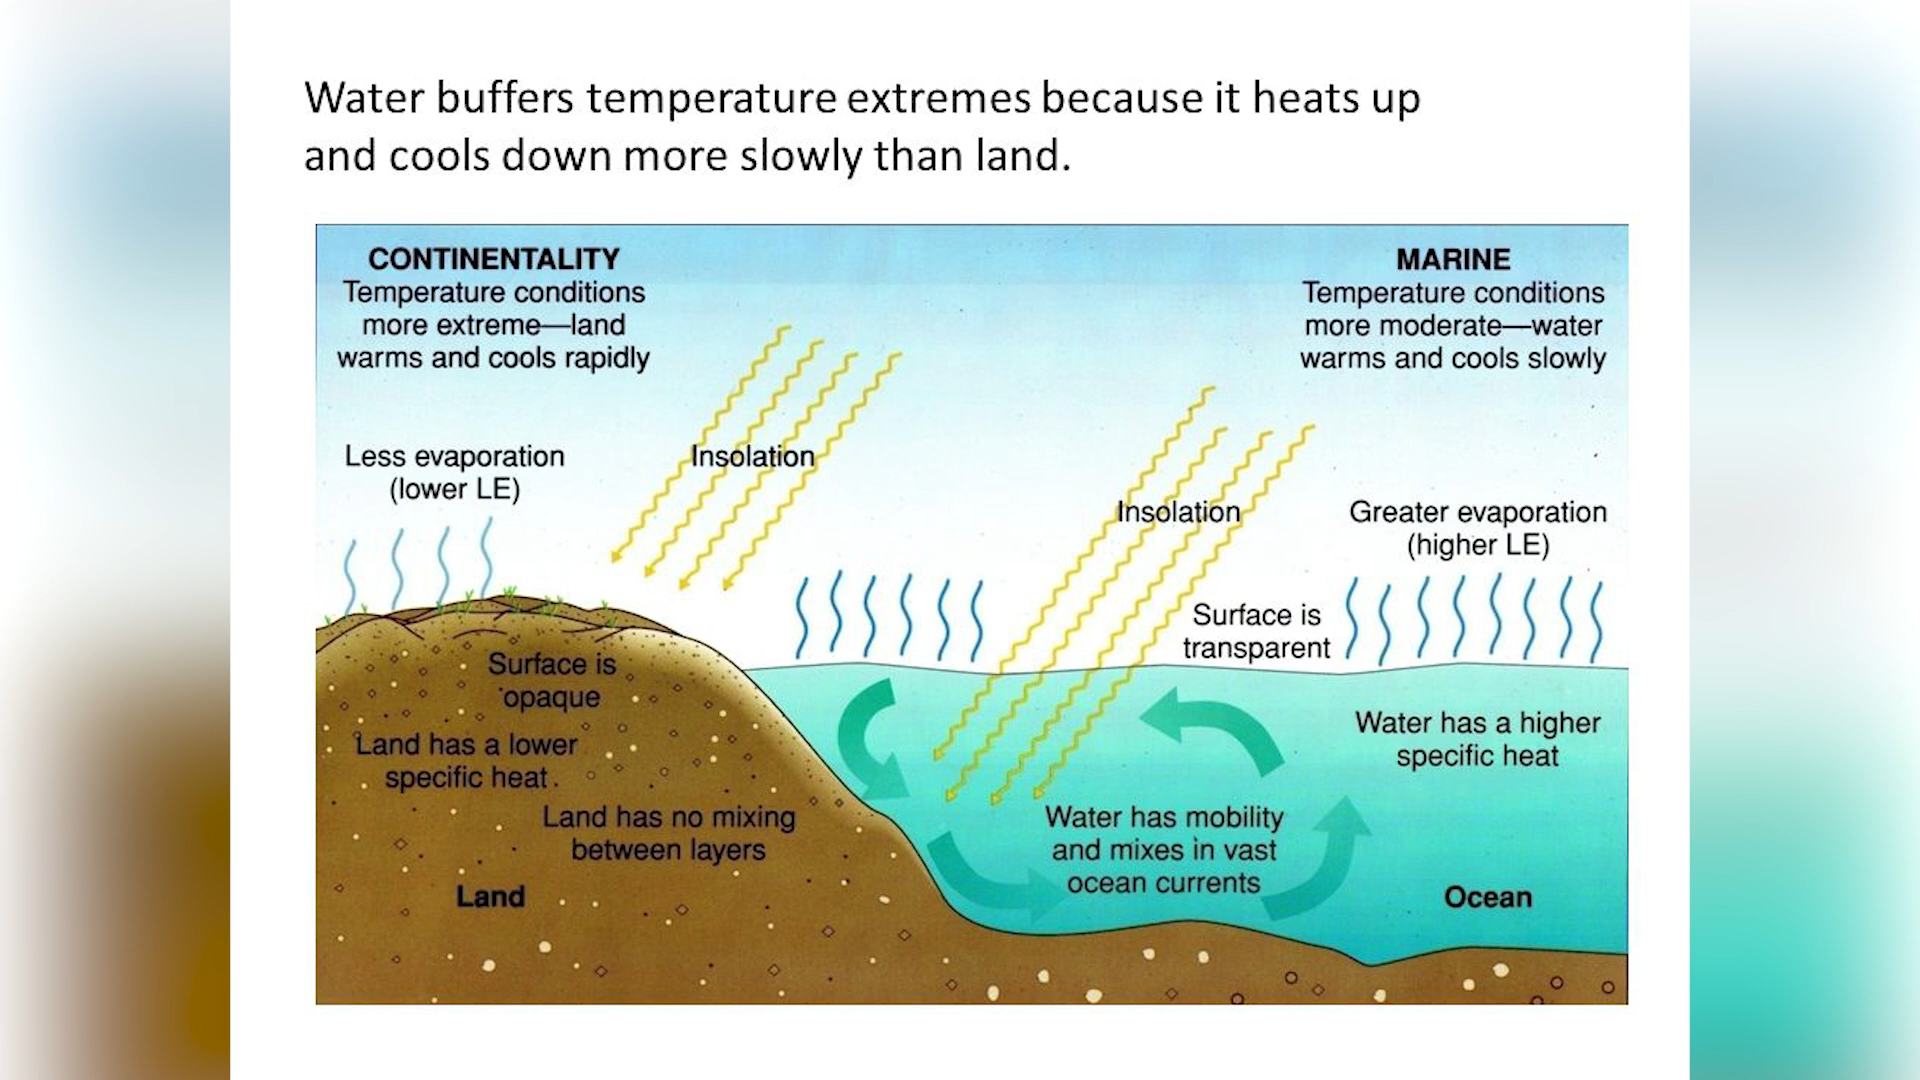 Water buffers temperature extremes because it heats up
and cools down more slowly than land.
CONTINENTALITY
Temperature conditions
more extreme—land
warms and cools rapidly
MARINE
Temperature conditions
more moderate—water
warms and cools slowly
Less evaporation
(lower LE)
Insolation
Insolation
Greater evaporation
(higher LE)
Surface is
transparent
Surface is
opaque
Land has a lower
specific heat.
Land has no mixing
between layers
Land
Water has a higher
specific heat
Water has mobility
and mixes in vast
ocean currents
Ocean